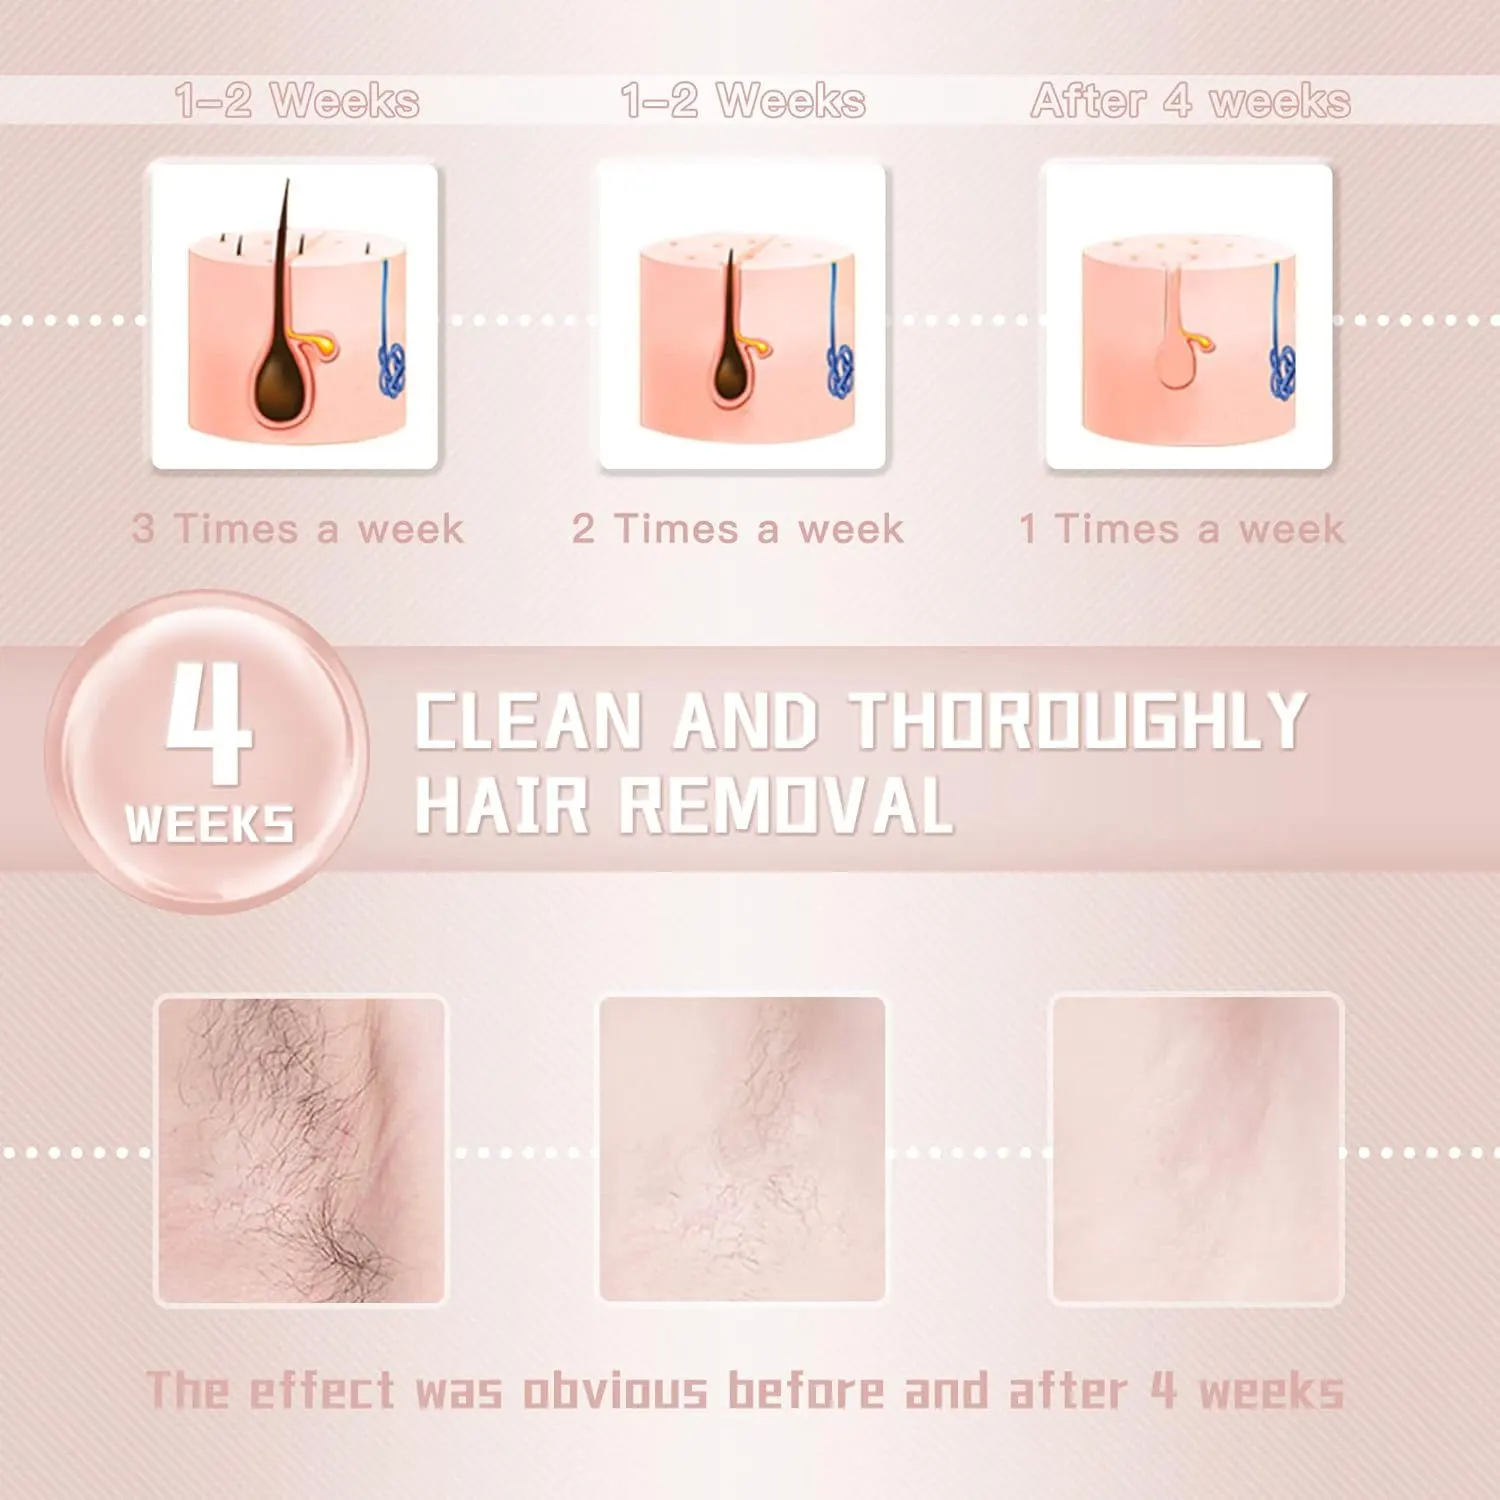 1-2 Weeks
1-2 Weeks
After 4 weeks
3 Times a week
2 Times a week
1 Times a week
4
WEEKS
CLEAN AND THOROUGHLY
HAIR REMOVAL
The effect was obvious before and after 4 weeks